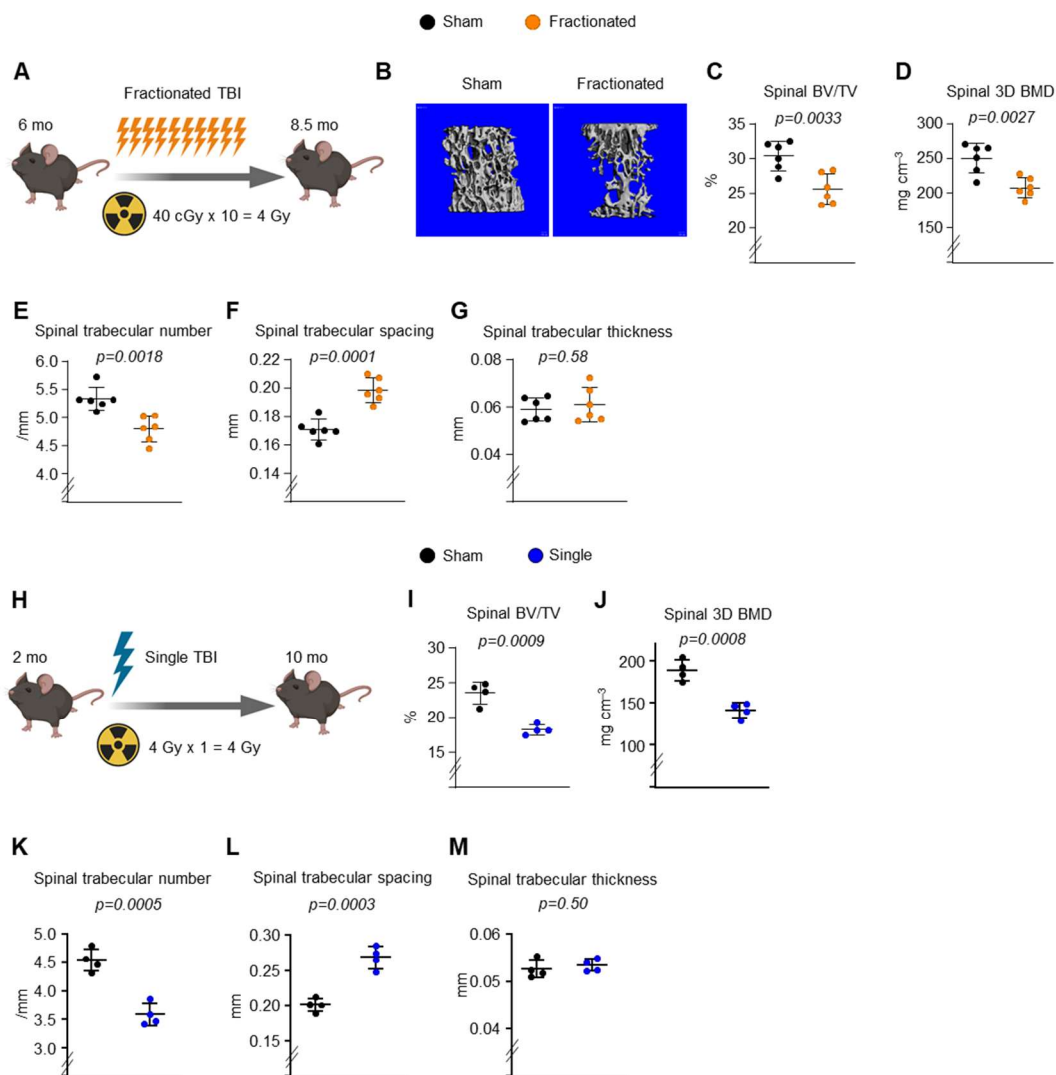 Sham Fractionated
A
Fractionated TBI
6 mo
8.5 mo
40 cGy x 10 = 4 Gy
B
Sham Fractionated
C
Spinal BV/TV
p=0.0033
35
30
25
20
%
D
Spinal 3D BMD
p=0.0027
300
250
200
150
mg cm⁻³
E
Spinal trabecular number
p=0.0018
6.0
5.5
5.0
4.5
4.0
/mm
F
Spinal trabecular spacing
p=0.0001
0.22
0.20
0.18
0.16
0.14
mm
G
Spinal trabecular thickness
p=0.58
0.08
0.06
0.04
mm
Sham Single
H
2 mo
Single TBI
10 mo
4 Gy x 1 = 4 Gy
I
Spinal BV/TV
p=0.0009
30
25
20
15
%
J
Spinal 3D BMD
p=0.0008
200
150
100
mg cm⁻³
K
Spinal trabecular number
p=0.0005
5.0
4.5
4.0
3.5
3.0
/mm
L
Spinal trabecular spacing
p=0.0003
0.30
0.25
0.20
0.15
mm
M
Spinal trabecular thickness
p=0.50
0.06
0.05
0.04
mm